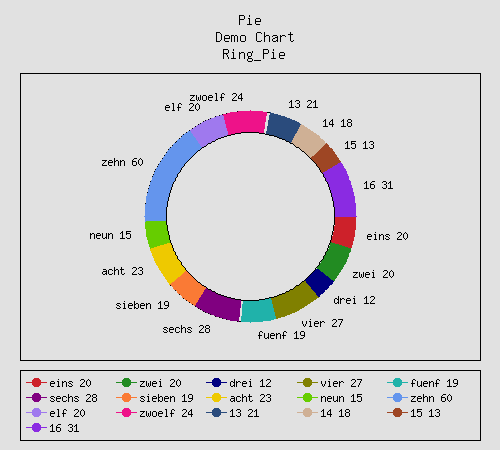 Pie
Demo Chart
Ring_Pie
zwoelf 24
13 21
elf 20
14 18
15 13
zehn 60
16 31
neun 15
eins 20
acht 23
zwei 20
sieben 19
drei 12
sechs 28
vier 27
fuenf 19
eins 20 zwei 20 drei 12 vier 27 fuenf 19
sechs 28 sieben 19 acht 23 neun 15 zehn 60
elf 20 zwoelf 24 13 21 14 18 15 13
16 31